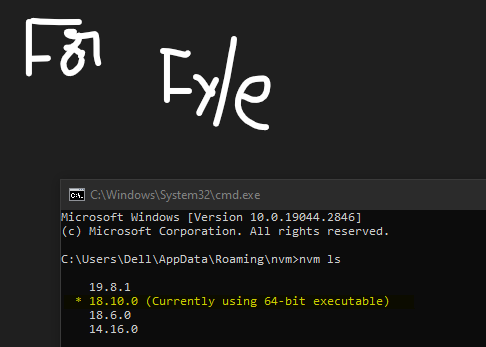 Fyle
C:\Windows\System32\cmd.exe
Microsoft Windows [Version 10.0.19044.2846]
(c) Microsoft Corporation. All rights reserved.
C:\Users\Dell\AppData\Roaming\nvm>nvm ls
19.8.1
* 18.10.0 (Currently using 64-bit executable)
18.6.0
14.16.0